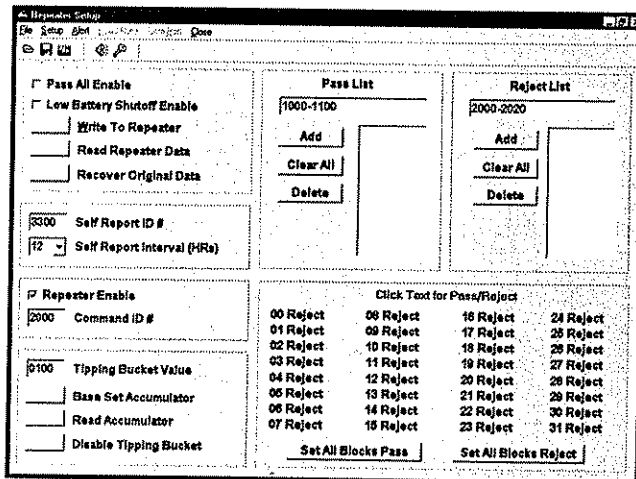 Repeater Setup
File Setup Alert Close
Pass All Enable
Low Battery Shutoff Enable
Write To Repeater
Read Repeater Data
Recover Original Data
3300 Self Report ID #
12 Self Report Interval (HRs)
Repeater Enable
2000 Command ID #
0100 Tipping Bucket Value
Base Set Accumulator
Read Accumulator
Disable Tipping Bucket
Pass List
1000-1100
Add
Clear All
Delete
Reject List
2000-2020
Add
Clear All
Delete
Click Text for Pass/Reject
00 Reject 08 Reject 16 Reject 24 Reject
01 Reject 09 Reject 17 Reject 25 Reject
02 Reject 10 Reject 18 Reject 26 Reject
03 Reject 11 Reject 19 Reject 27 Reject
04 Reject 12 Reject 20 Reject 28 Reject
05 Reject 13 Reject 21 Reject 29 Reject
06 Reject 14 Reject 22 Reject 30 Reject
07 Reject 15 Reject 23 Reject 31 Reject
Set All Blocks Pass Set All Blocks Reject